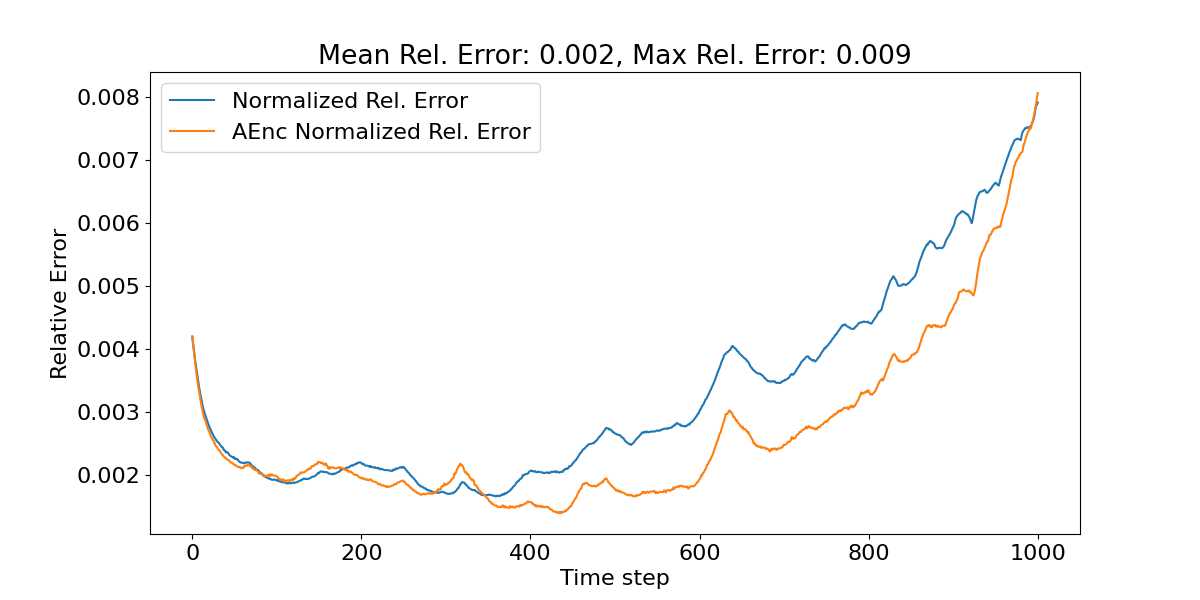 Mean Rel. Error: 0.002, Max Rel. Error: 0.009
Normalized Rel. Error
AEnc Normalized Rel. Error
Relative Error
0.008
0.007
0.006
0.005
0.004
0.003
0.002
0 200 400 600 800 1000
Time step